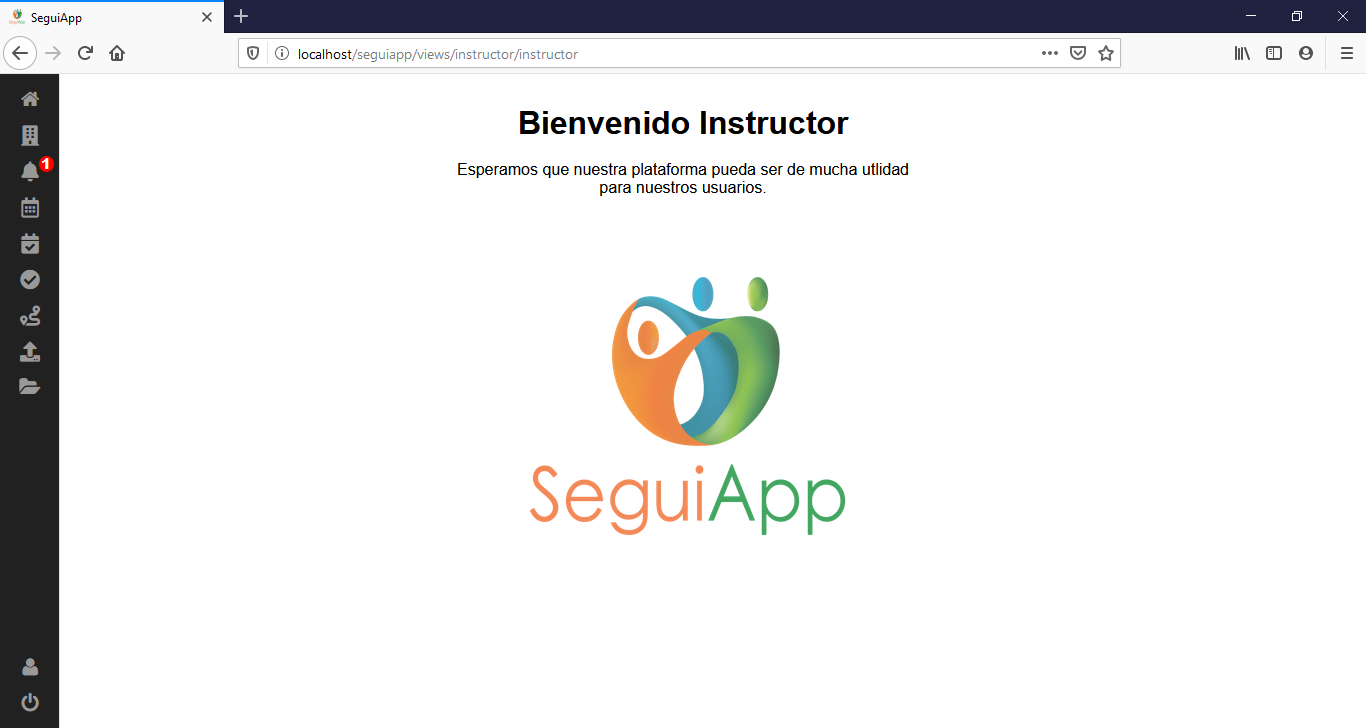 SeguiApp
localhost/seguiapp/views/instructor/instructor
1
Bienvenido Instructor
Esperamos que nuestra plataforma pueda ser de mucha utlidad
para nuestros usuarios.
SeguiApp